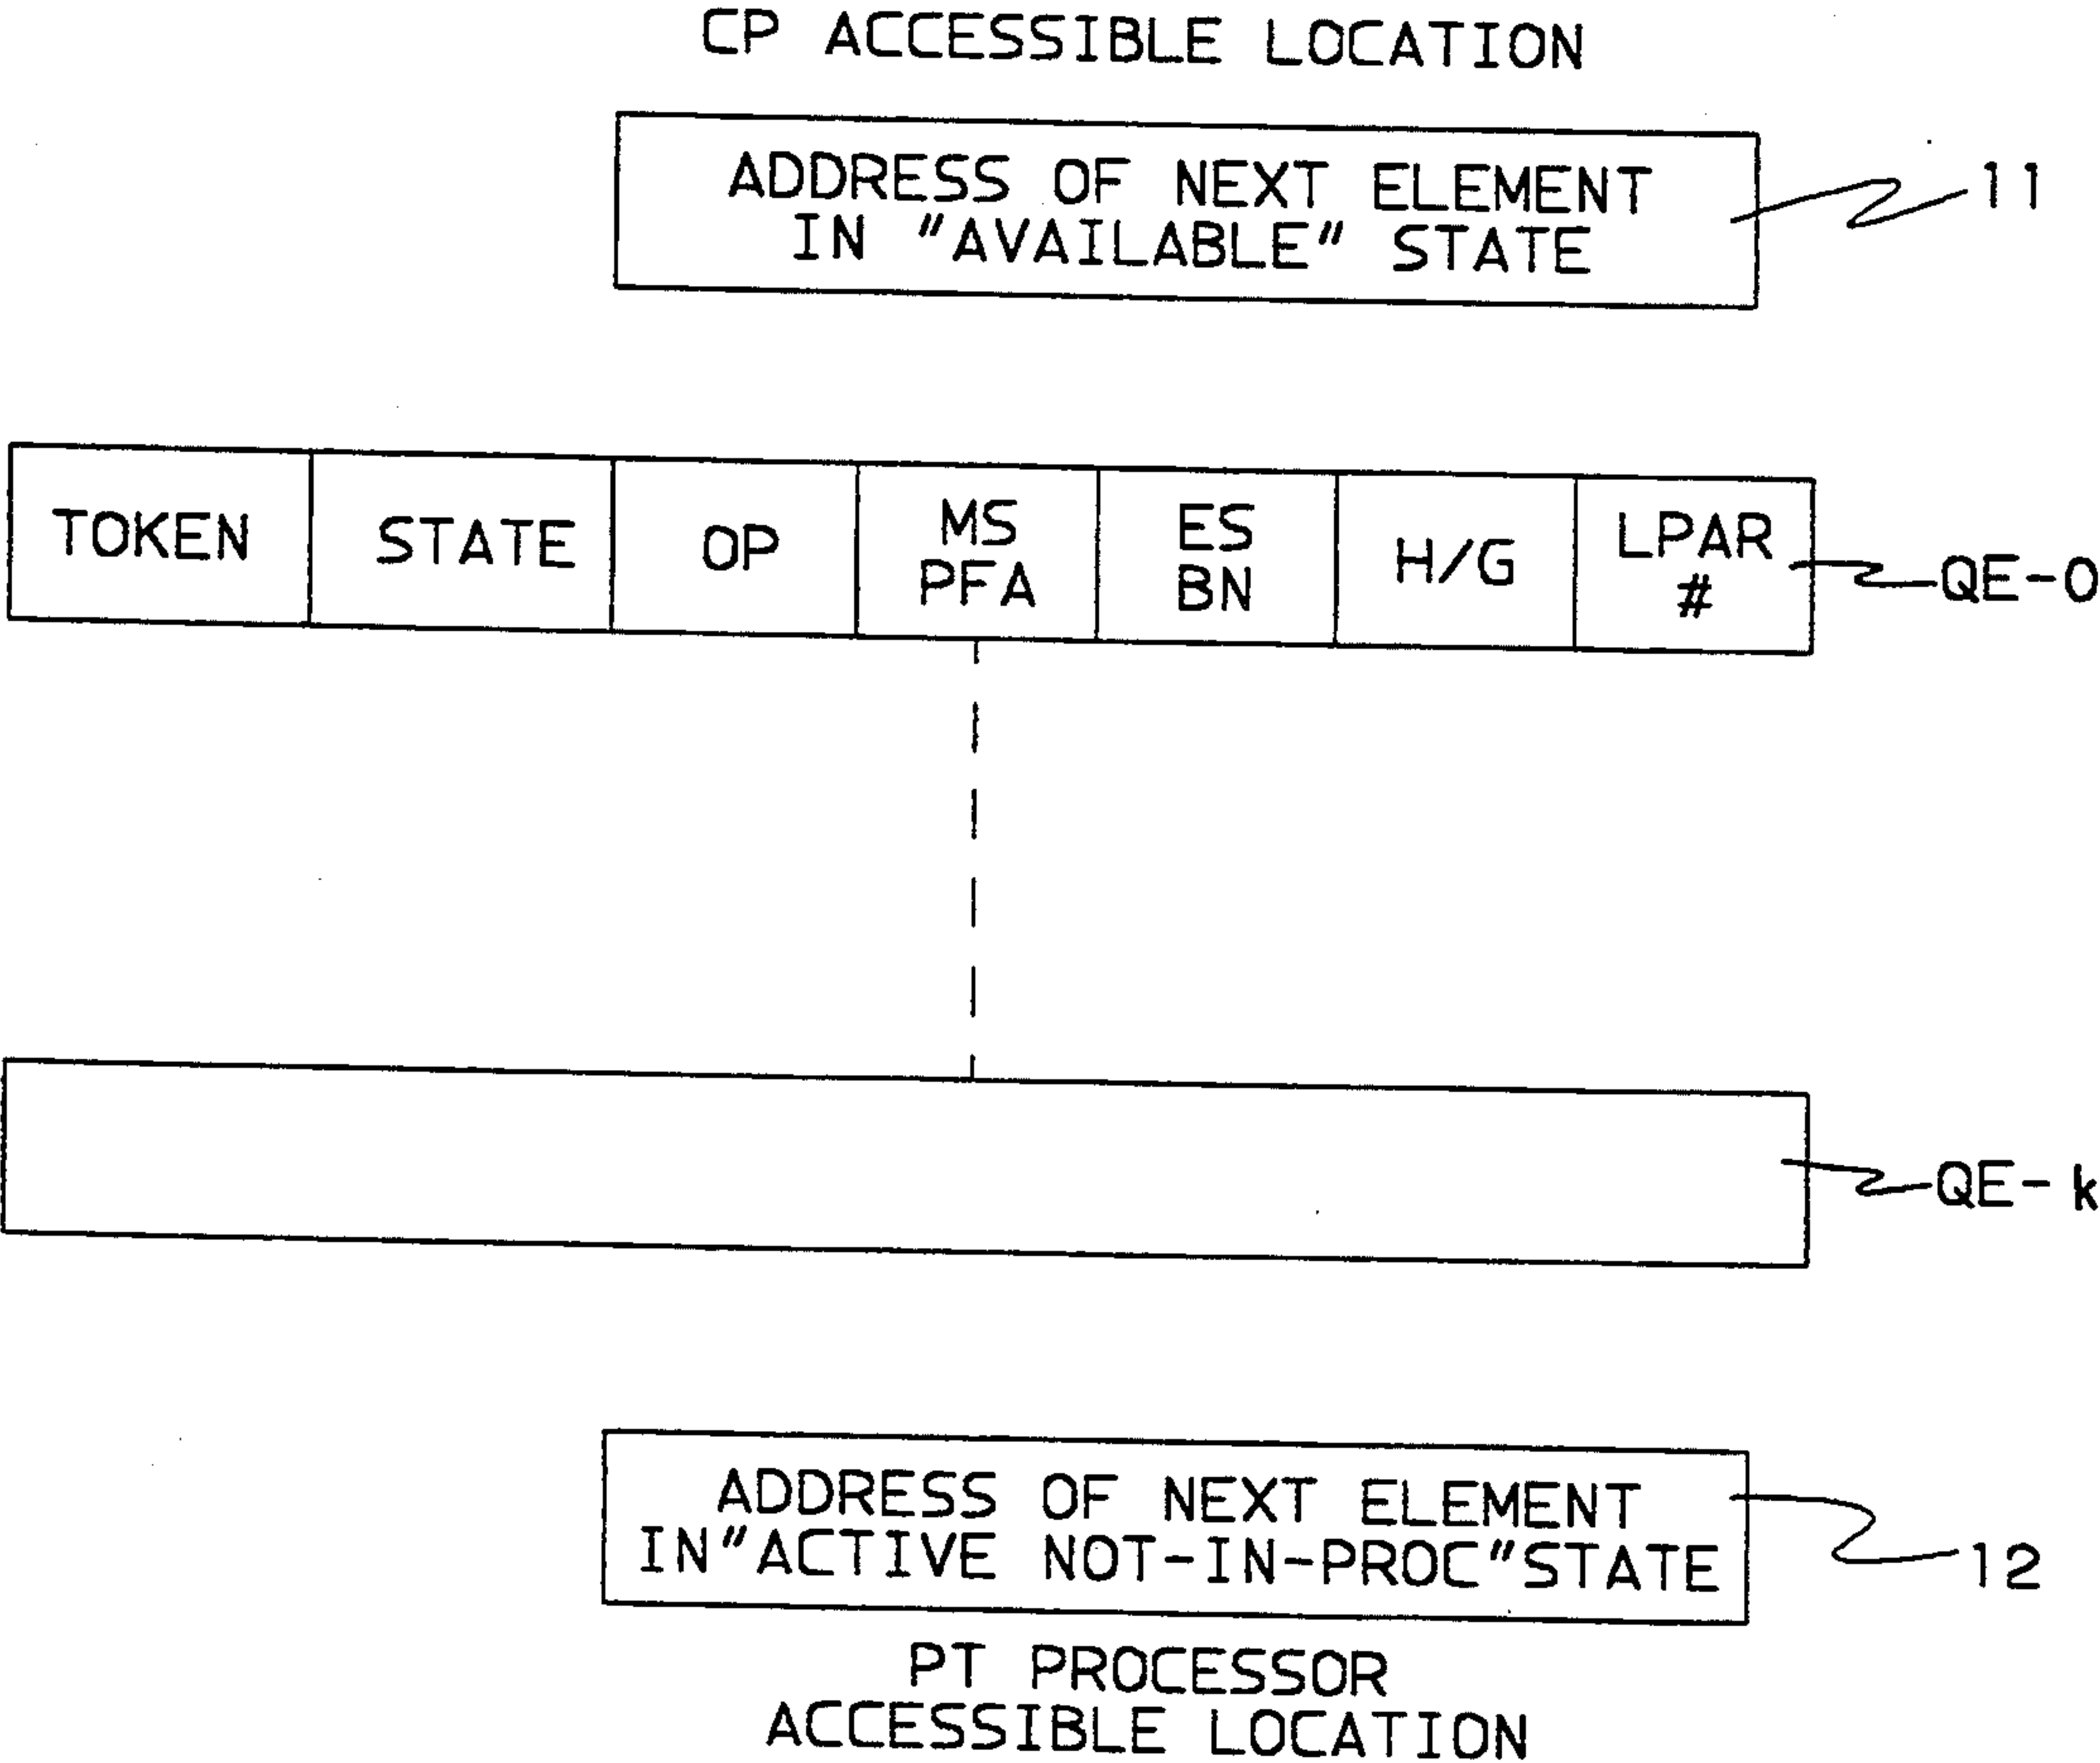 CP ACCESSIBLE LOCATION
ADDRESS OF NEXT ELEMENT
IN "AVAILABLE" STATE
11
TOKEN
STATE
OP
MS
PFA
ES
BN
H/G
LPAR
#
QE-0
QE-k
ADDRESS OF NEXT ELEMENT
IN"ACTIVE NOT-IN-PROC"STATE
12
PT PROCESSOR
ACCESSIBLE LOCATION